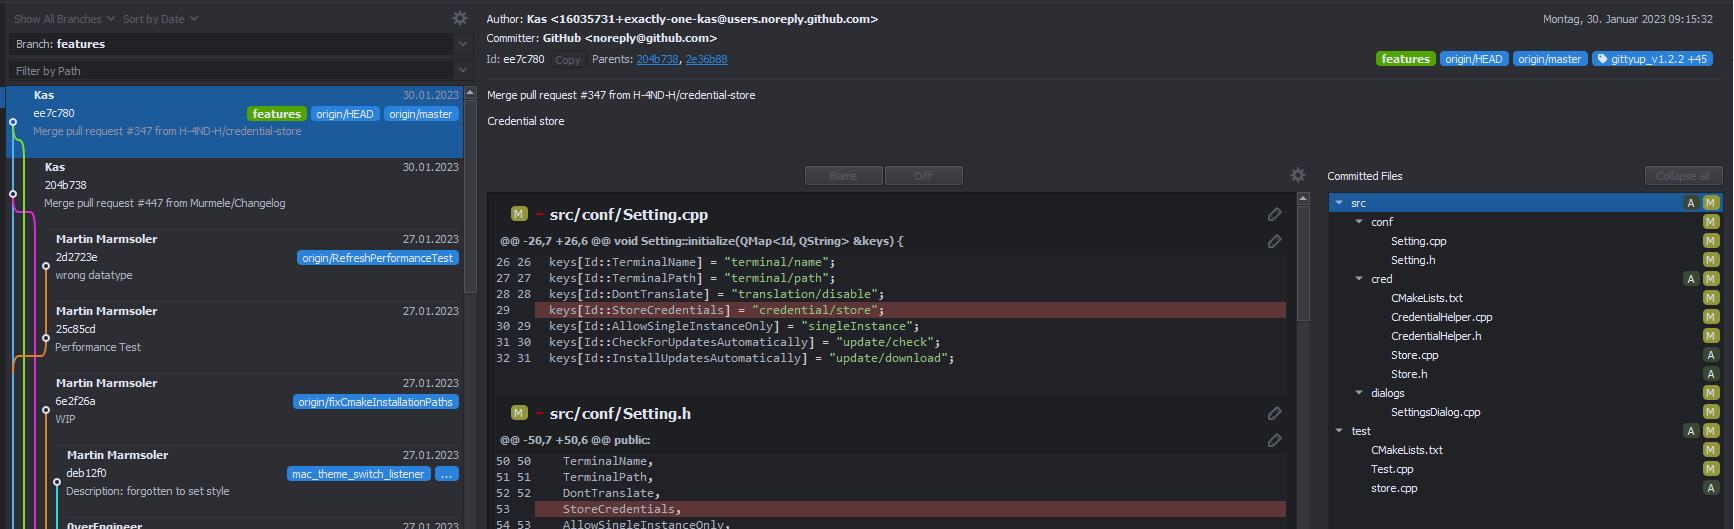 Show All Branches Sort by Date
Branch: features
Filter by Path
Kas 30.01.2023
ee7c780 features origin/HEAD origin/master
Merge pull request #347 from H-4ND-H/credential-store
Kas 30.01.2023
204b738
Merge pull request #447 from Murmele/Changelog
Martin Marmsoler 27.01.2023
2d2723e origin/RefreshPerformanceTest
wrong datatype
Martin Marmsoler 27.01.2023
25c85cd
Performance Test
Martin Marmsoler 27.01.2023
6e2f26a origin/fixCmakeInstallationPaths
WIP
Martin Marmsoler 27.01.2023
deb12f0 mac_theme_switch_listener ...
Description: forgotten to set style
0verEngineer 27.01.2023
Author: Kas <16035731+exactly-one-kas@users.noreply.github.com> Montag, 30. Januar 2023 09:15:32
Committer: GitHub <noreply@github.com>
Id: ee7c780 Copy Parents: 204b738, 2e36b88 features origin/HEAD origin/master gittyup_v1.2.2 +45
Merge pull request #347 from H-4ND-H/credential-store
Credential store
Blame Diff
M - src/conf/Setting.cpp
@@ -26,7 +26,6 @@ void Setting::initialize(QMap<Id, QString> &keys) {
26 26 keys[Id::TerminalName] = "terminal/name";
27 27 keys[Id::TerminalPath] = "terminal/path";
28 28 keys[Id::DontTranslate] = "translation/disable";
29 keys[Id::StoreCredentials] = "credential/store";
30 29 keys[Id::AllowSingleInstanceOnly] = "singleInstance";
31 30 keys[Id::CheckForUpdatesAutomatically] = "update/check";
32 31 keys[Id::InstallUpdatesAutomatically] = "update/download";
M - src/conf/Setting.h
@@ -50,7 +50,6 @@ public:
50 50 TerminalName,
51 51 TerminalPath,
52 52 DontTranslate,
53 StoreCredentials,
54 53 AllowSingleInstanceOnly,
Committed Files Collapse all
src A M
conf M
Setting.cpp M
Setting.h M
cred A M
CMakeLists.txt M
CredentialHelper.cpp M
CredentialHelper.h M
Store.cpp A
Store.h A
dialogs M
SettingsDialog.cpp M
test A M
CMakeLists.txt M
Test.cpp M
store.cpp A